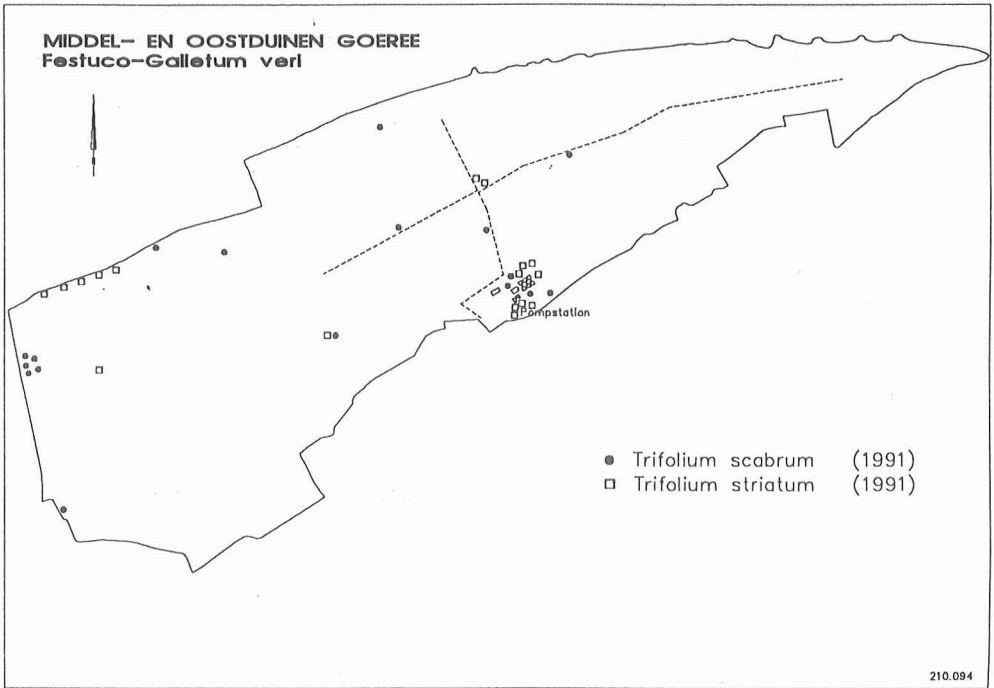 MIDDEL- EN OOSTDUINEN GOEREE
Festuco-Galietum veri
Pompstation
Trifolium scabrum (1991)
Trifolium striatum (1991)
210.094